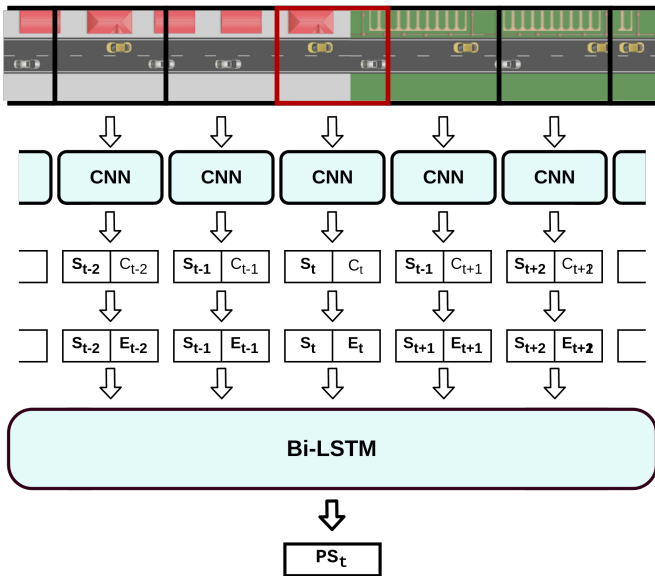 CNN CNN CNN CNN CNN
St-2 Ct-2 St-1 Ct-1 St Ct St-1 Ct+1 St+2 Ct+2
St-2 Et-2 St-1 Et-1 St Et St+1 Et+1 St+2 Et+2
Bi-LSTM
PSt